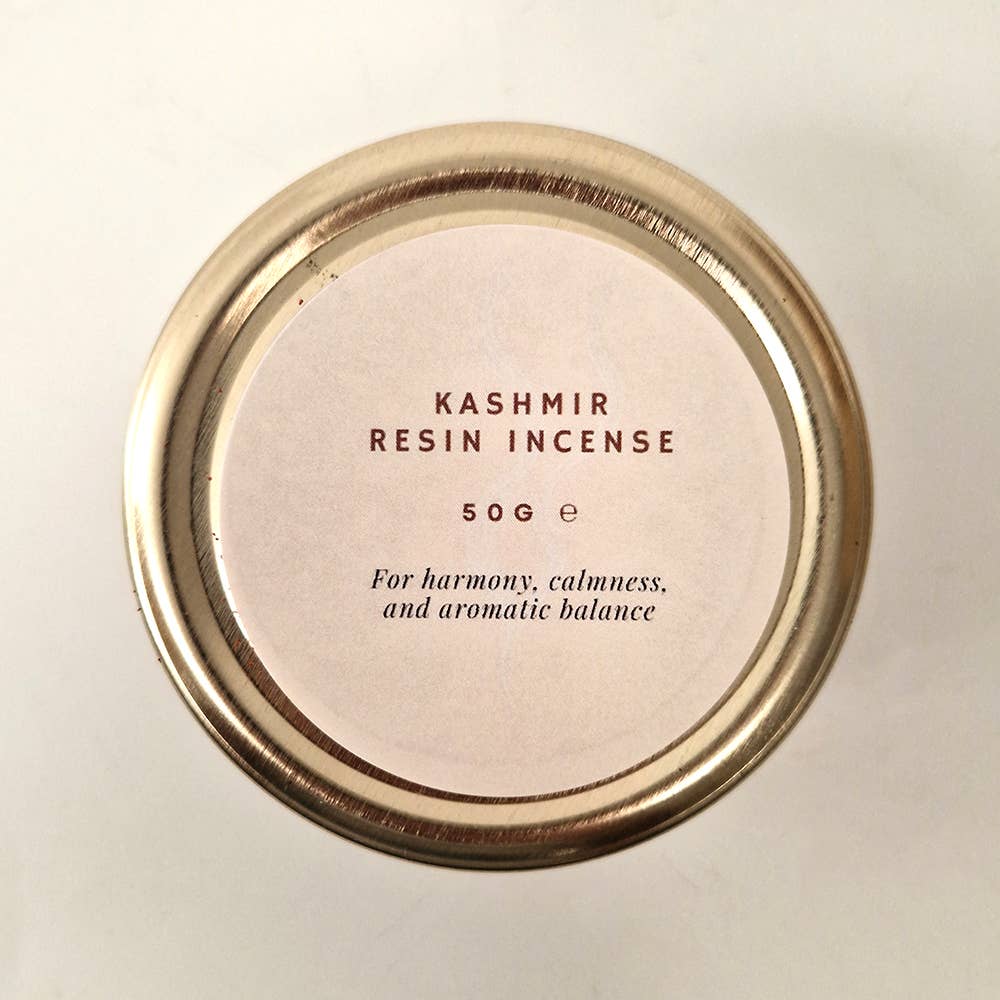 KASHMIR
RESIN INCENSE
50G ℮
For harmony, calmness,
and aromatic balance